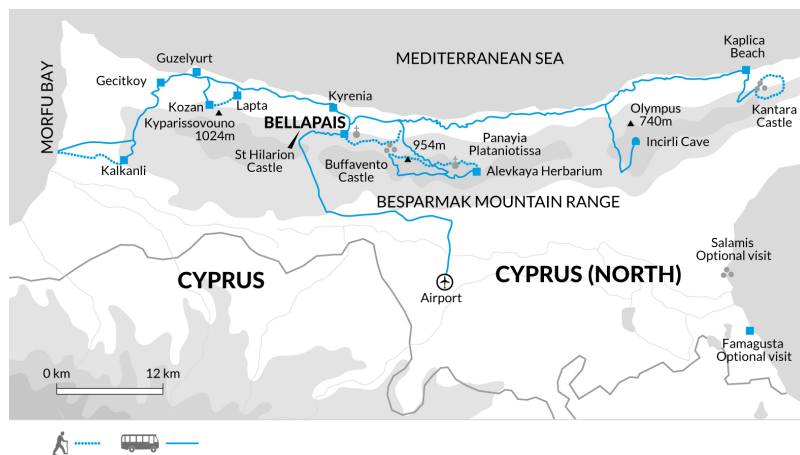 MEDITERRANEAN SEA
Kaplica
Beach
Guzelyurt
Gecitkoy
MORFU BAY
Kozan
Lapta
Kyrenia
Kantara
Castle
Kyparissovouno
1024m
BELLAPAIS
Olympus
740m
954m
Panayia
Plataniotissa
Incirli Cave
St Hilarion
Castle
Buffavento
Castle
Kalkanli
Alevkaya Herbarium
BESPARMAK MOUNTAIN RANGE
Salamis
Optional visit
CYPRUS
CYPRUS (NORTH)
Airport
Famagusta
Optional visit
0 km
12 km